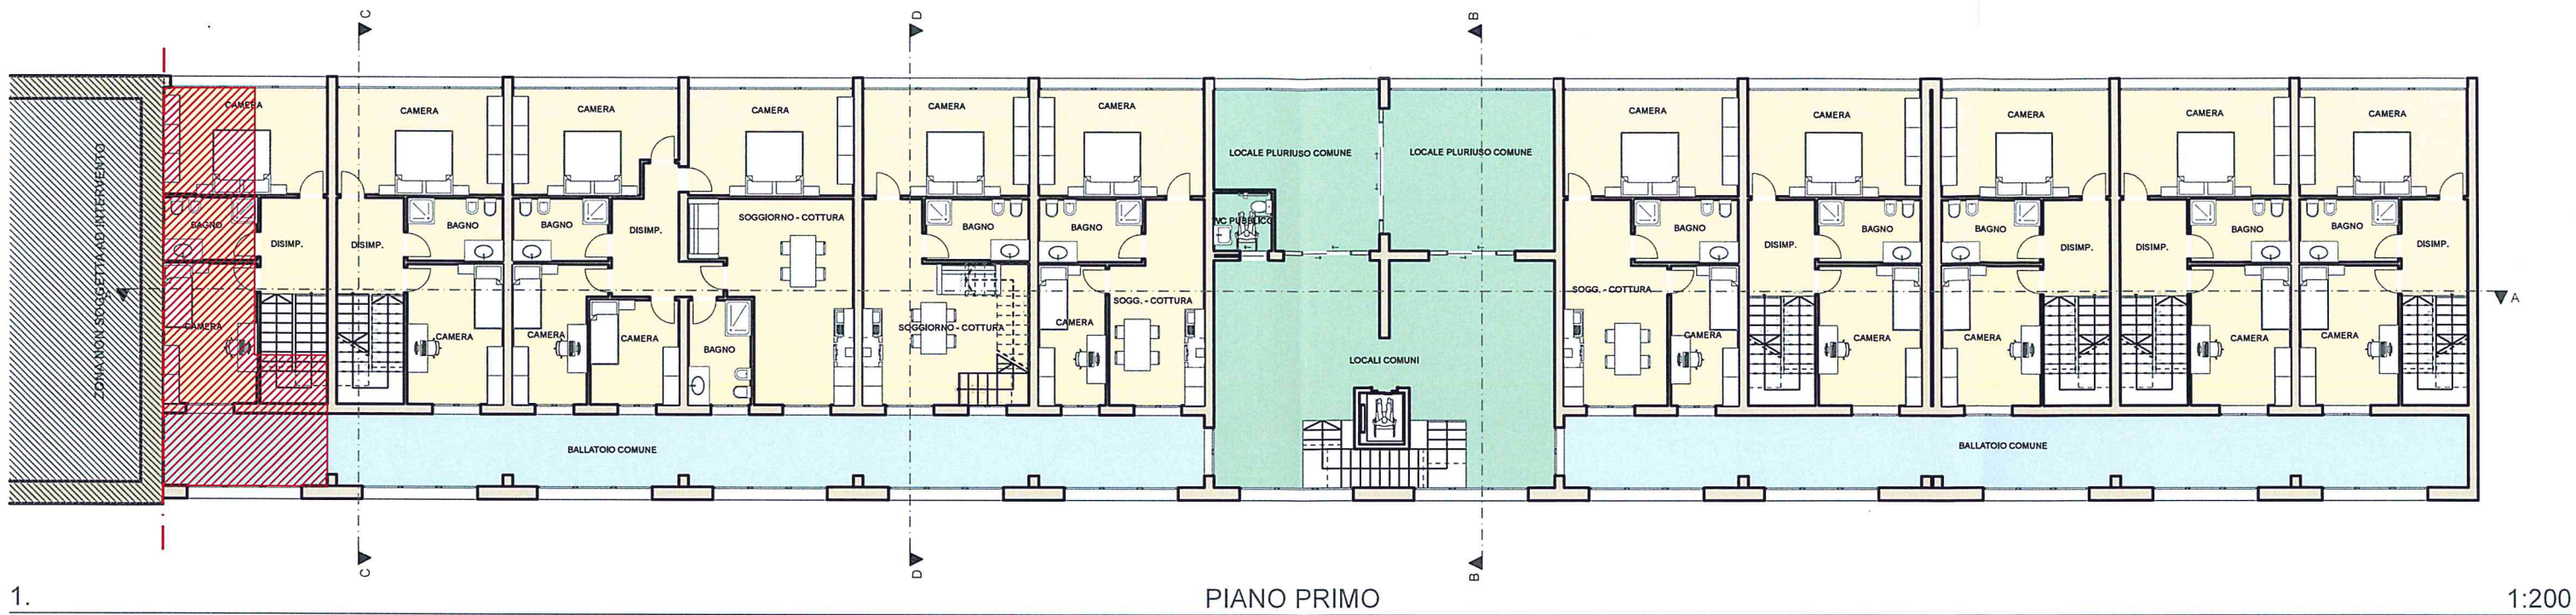 C
D
B
CAMERA
CAMERA
CAMERA
CAMERA
CAMERA
CAMERA
CAMERA
CAMERA
CAMERA
CAMERA
CAMERA
LOCALE PLURIUSO COMUNE
LOCALE PLURIUSO COMUNE
ZONA NON SOGGETTA AD INTERVENTO
BAGNO
DISIMP.
DISIMP.
BAGNO
BAGNO
DISIMP.
SOGGIORNO - COTTURA
BAGNO
BAGNO
WC PUBBLICO
BAGNO
DISIMP.
BAGNO
BAGNO
DISIMP.
DISIMP.
BAGNO
BAGNO
DISIMP.
CAMERA
CAMERA
CAMERA
CAMERA
BAGNO
SOGGIORNO - COTTURA
CAMERA
SOGG. - COTTURA
LOCALI COMUNI
SOGG. - COTTURA
CAMERA
CAMERA
CAMERA
CAMERA
CAMERA
A
BALLATOIO COMUNE
BALLATOIO COMUNE
C
D
B
1.
PIANO PRIMO
1:200